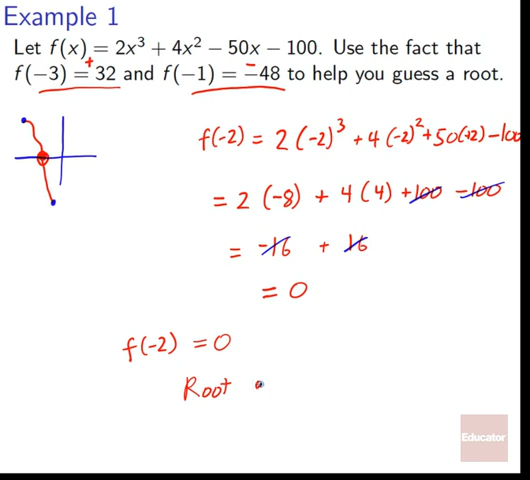 Example 1
Let f(x) = 2x³ + 4x² − 50x − 100. Use the fact that
+ −
f(−3) = 32 and f(−1) = −48 to help you guess a root.
f(-2) = 2(-2)³ + 4(-2)² + 50(+2) - 100
= 2(-8) + 4(4) + 100 - 100
= -16 + 16
= 0
f(-2) = 0
Root
Educator